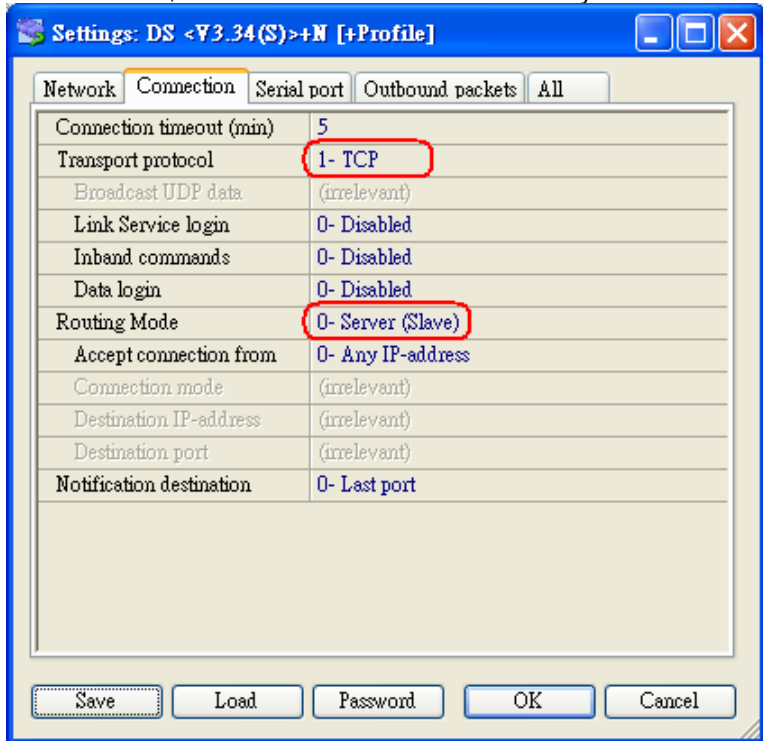 Settings: DS <V3.34(S)>+N [+Profile]
Network Connection Serial port Outbound packets All
Connection timeout (min) 5
Transport protocol 1- TCP
Broadcast UDP data (irrelevant)
Link Service login 0- Disabled
Inband commands 0- Disabled
Data login 0- Disabled
Routing Mode 0- Server (Slave)
Accept connection from 0- Any IP-address
Connection mode (irrelevant)
Destination IP-address (irrelevant)
Destination port (irrelevant)
Notification destination 0- Last port
Save Load Password OK Cancel